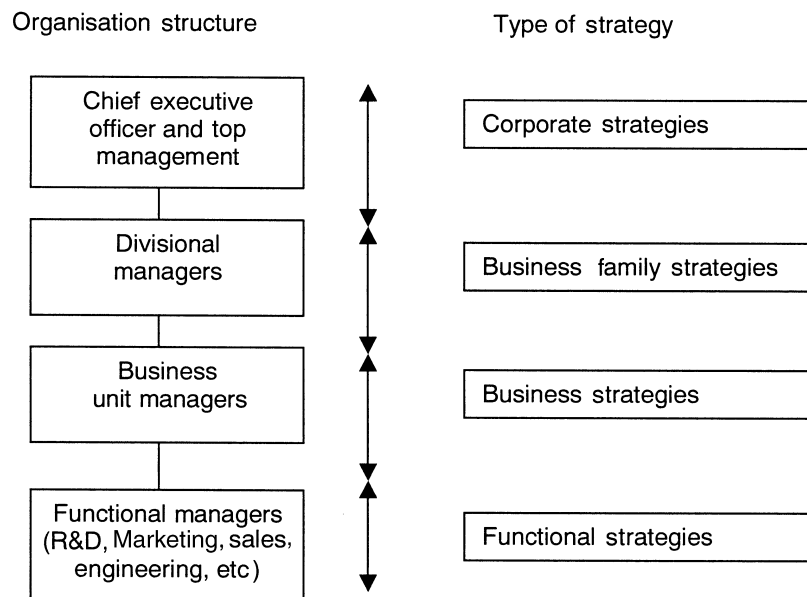 Organisation structure
Type of strategy
Chief executive
officer and top
management
Corporate strategies
Divisional
managers
Business family strategies
Business
unit managers
Business strategies
Functional managers
(R&D, Marketing, sales,
engineering, etc)
Functional strategies